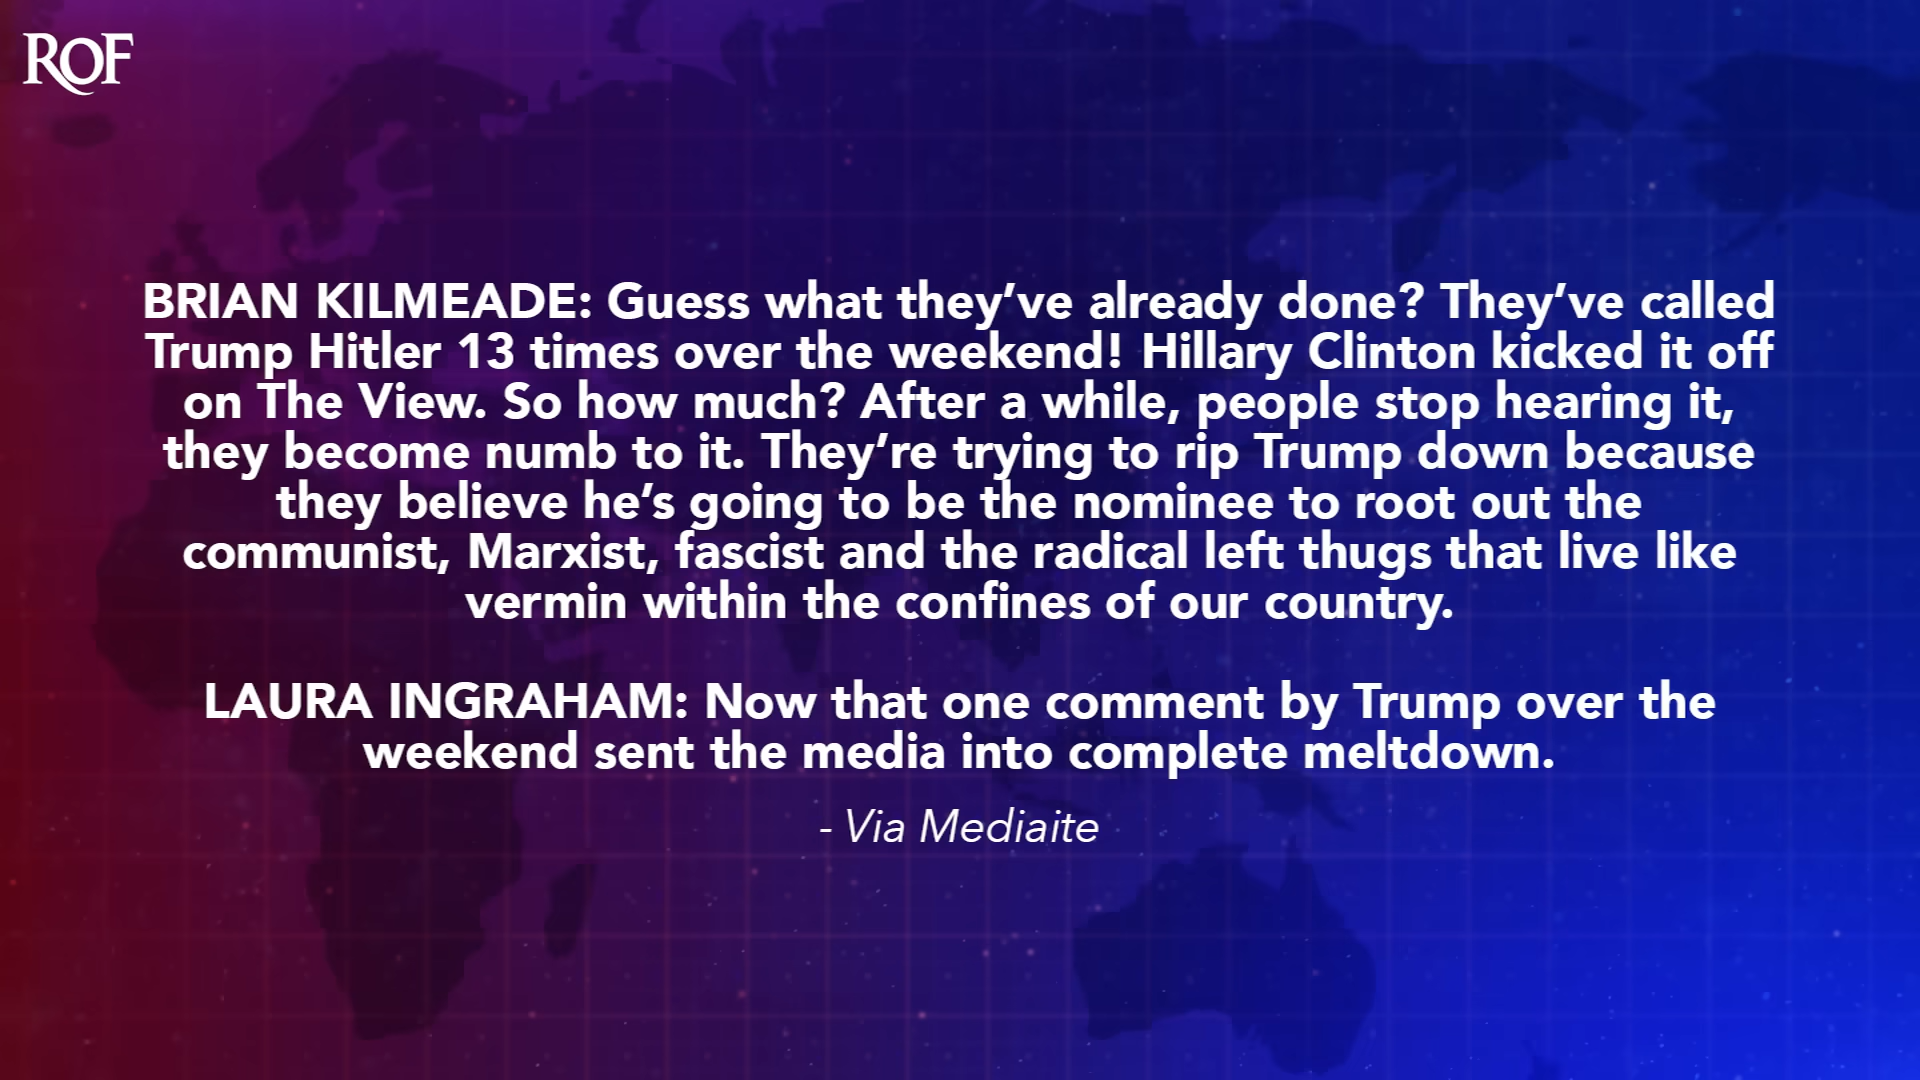 ROF
BRIAN KILMEADE: Guess what they’ve already done? They’ve called
Trump Hitler 13 times over the weekend! Hillary Clinton kicked it off
on The View. So how much? After a while, people stop hearing it,
they become numb to it. They’re trying to rip Trump down because
they believe he’s going to be the nominee to root out the
communist, Marxist, fascist and the radical left thugs that live like
vermin within the confines of our country.
LAURA INGRAHAM: Now that one comment by Trump over the
weekend sent the media into complete meltdown.
- Via Mediaite